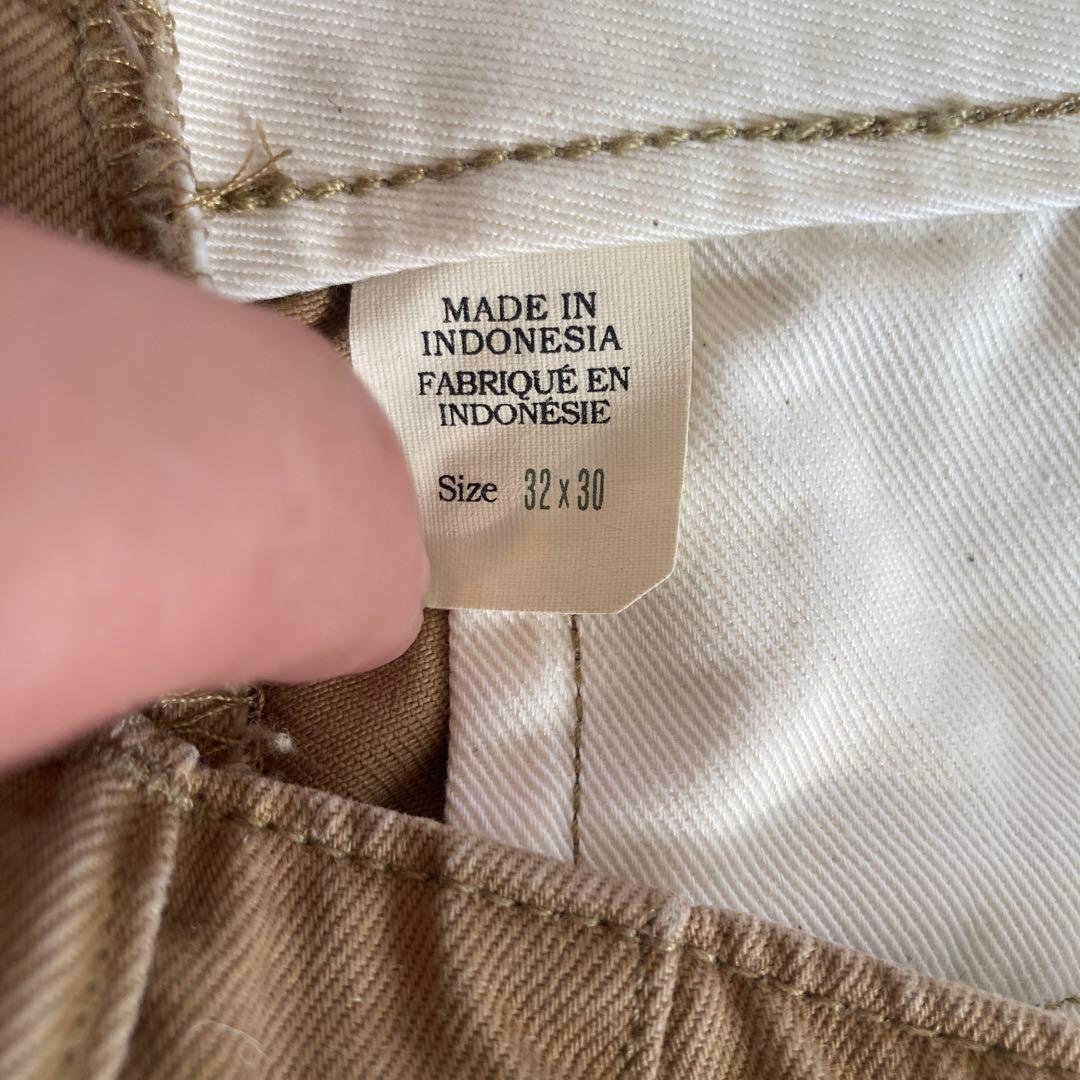 MADE IN
INDONESIA
FABRIQUÉ EN
INDONÉSIE
Size 32 x 30